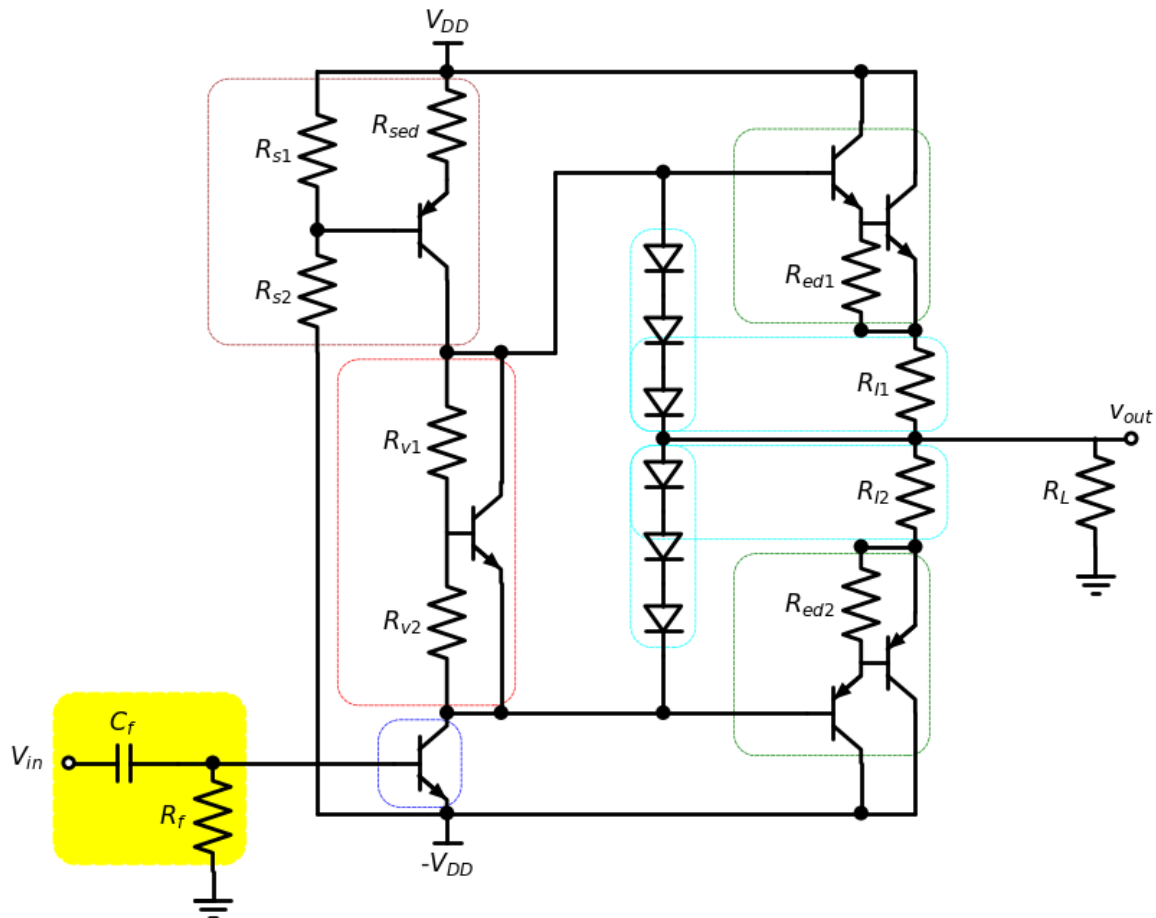 V_DD
R_sed
R_s1
R_s2
R_ed1
R_l1
v_out
R_v1
R_l2
R_L
R_ed2
R_v2
C_f
V_in
R_f
-V_DD